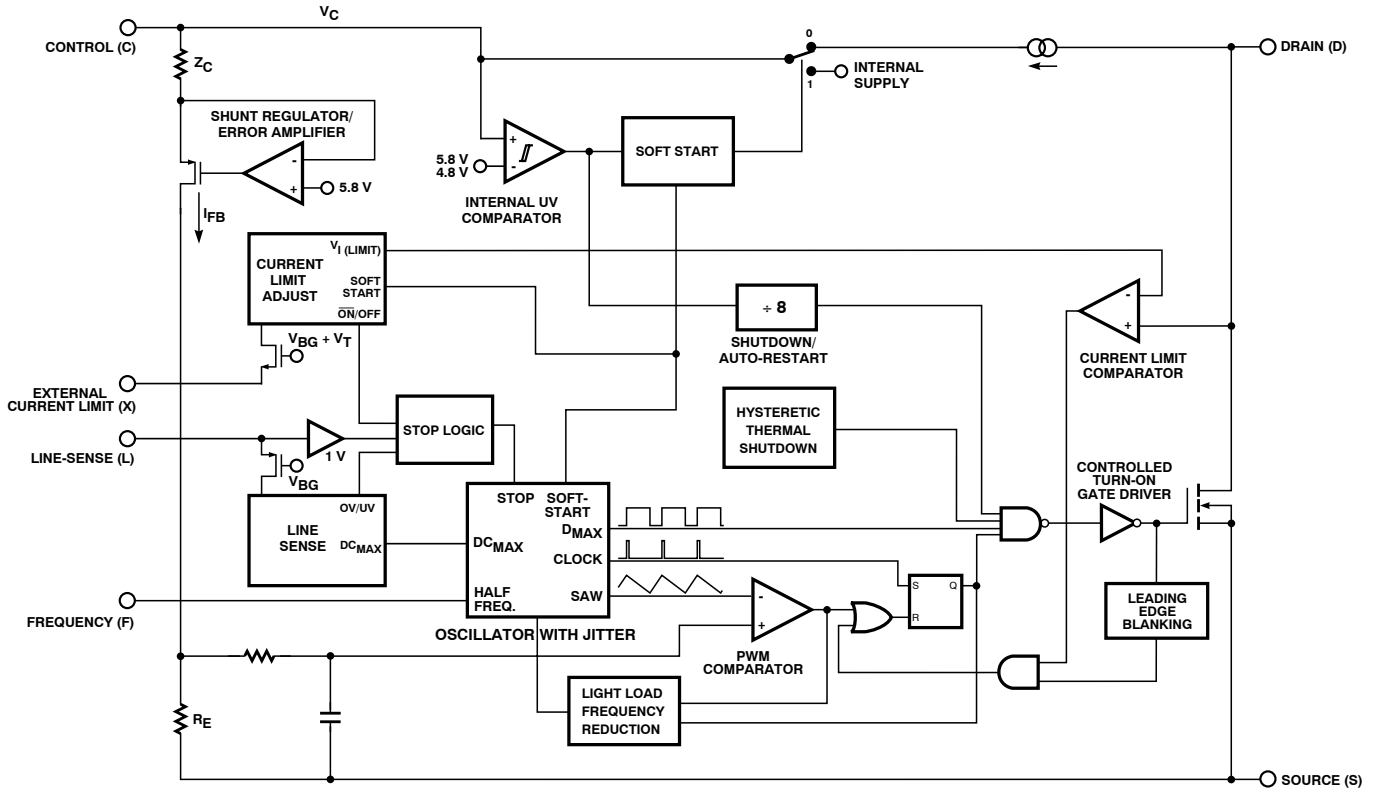 V_C
CONTROL (C)
Z_C
0
DRAIN (D)
INTERNAL
SUPPLY
1
SHUNT REGULATOR/
ERROR AMPLIFIER
-
+
5.8 V
I_FB
+
-
5.8 V
4.8 V
INTERNAL UV
COMPARATOR
SOFT START
V_I (LIMIT)
CURRENT
LIMIT
ADJUST
SOFT
START
O̅N̅/OFF
V_BG + V_T
÷ 8
SHUTDOWN/
AUTO-RESTART
-
+
CURRENT LIMIT
COMPARATOR
EXTERNAL
CURRENT LIMIT (X)
HYSTERETIC
THERMAL
SHUTDOWN
STOP LOGIC
1 V
LINE-SENSE (L)
V_BG
CONTROLLED
TURN-ON
GATE DRIVER
OV/UV
LINE
SENSE
DC_MAX
STOP
SOFT-
START
D_MAX
DC_MAX
CLOCK
HALF
FREQ.
SAW
OSCILLATOR WITH JITTER
FREQUENCY (F)
-
+
PWM
COMPARATOR
S
Q
R
LEADING
EDGE
BLANKING
LIGHT LOAD
FREQUENCY
REDUCTION
R_E
SOURCE (S)